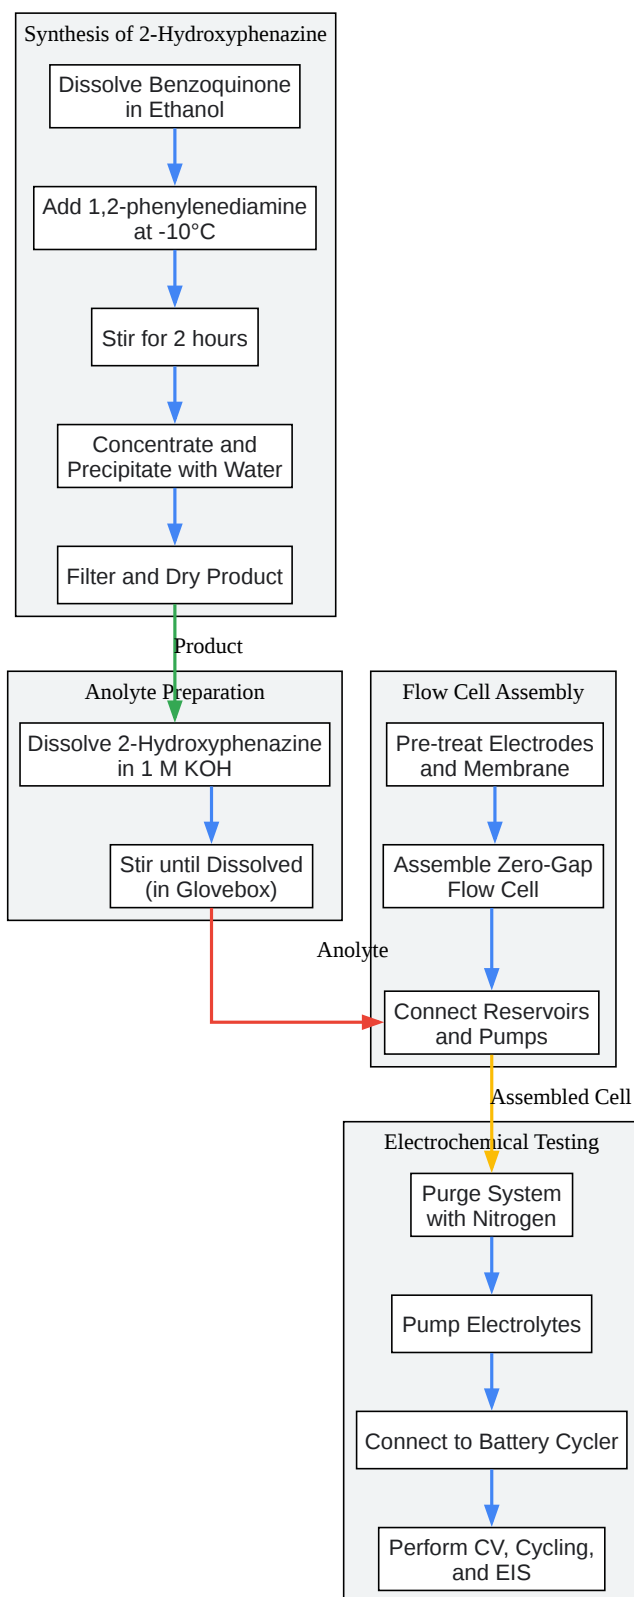 Synthesis of 2-Hydroxyphenazine
Dissolve Benzoquinone
in Ethanol
Add 1,2-phenylenediamine
at -10°C
Stir for 2 hours
Concentrate and
Precipitate with Water
Filter and Dry Product
Product
Anolyte Preparation
Dissolve 2-Hydroxyphenazine
in 1 M KOH
Stir until Dissolved
(in Glovebox)
Anolyte
Flow Cell Assembly
Pre-treat Electrodes
and Membrane
Assemble Zero-Gap
Flow Cell
Connect Reservoirs
and Pumps
Assembled Cell
Electrochemical Testing
Purge System
with Nitrogen
Pump Electrolytes
Connect to Battery Cycler
Perform CV, Cycling,
and EIS